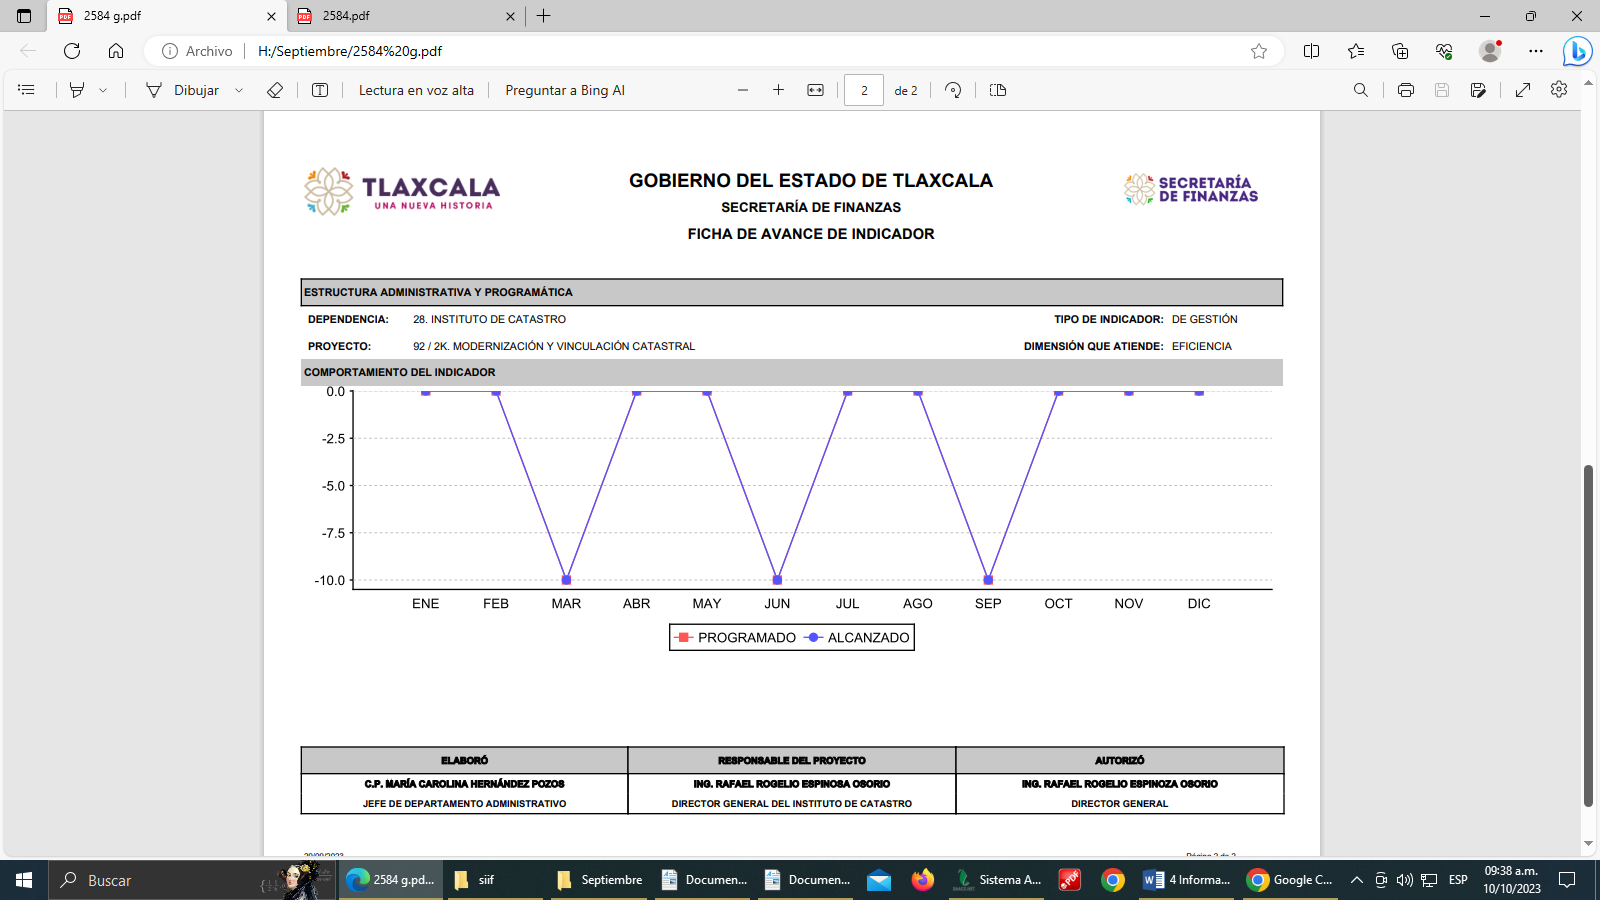 2584 g.pdf
2584.pdf
Archivo
H:/Septiembre/2584%20g.pdf
Dibujar
Lectura en voz alta
Preguntar a Bing AI
2
de 2
TLAXCALA
UNA NUEVA HISTORIA
GOBIERNO DEL ESTADO DE TLAXCALA
SECRETARÍA DE FINANZAS
FICHA DE AVANCE DE INDICADOR
SECRETARÍA
DE FINANZAS
ESTRUCTURA ADMINISTRATIVA Y PROGRAMÁTICA
DEPENDENCIA: 28. INSTITUTO DE CATASTRO TIPO DE INDICADOR: DE GESTIÓN
PROYECTO: 92 / 2K. MODERNIZACIÓN Y VINCULACIÓN CATASTRAL DIMENSIÓN QUE ATIENDE: EFICIENCIA
COMPORTAMIENTO DEL INDICADOR
0.0
-2.5
-5.0
-7.5
-10.0
ENE FEB MAR ABR MAY JUN JUL AGO SEP OCT NOV DIC
PROGRAMADO ALCANZADO
ELABORÓ RESPONSABLE DEL PROYECTO AUTORIZÓ
C.P. MARÍA CAROLINA HERNÁNDEZ POZOS ING. RAFAEL ROGELIO ESPINOSA OSORIO ING. RAFAEL ROGELIO ESPINOZA OSORIO
JEFE DE DEPARTAMENTO ADMINISTRATIVO DIRECTOR GENERAL DEL INSTITUTO DE CATASTRO DIRECTOR GENERAL
Buscar
2584 g.pd...
siif
Septiembre
Documen...
Documen...
Sistema A...
4 Informa...
Google C...
ESP
09:38 a.m.
10/10/2023